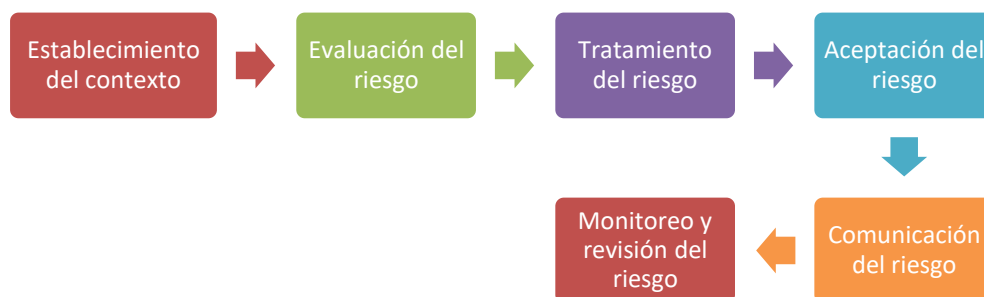 Establecimiento
del contexto
Evaluación del
riesgo
Tratamiento
del riesgo
Aceptación del
riesgo
Comunicación
del riesgo
Monitoreo y
revisión del
riesgo